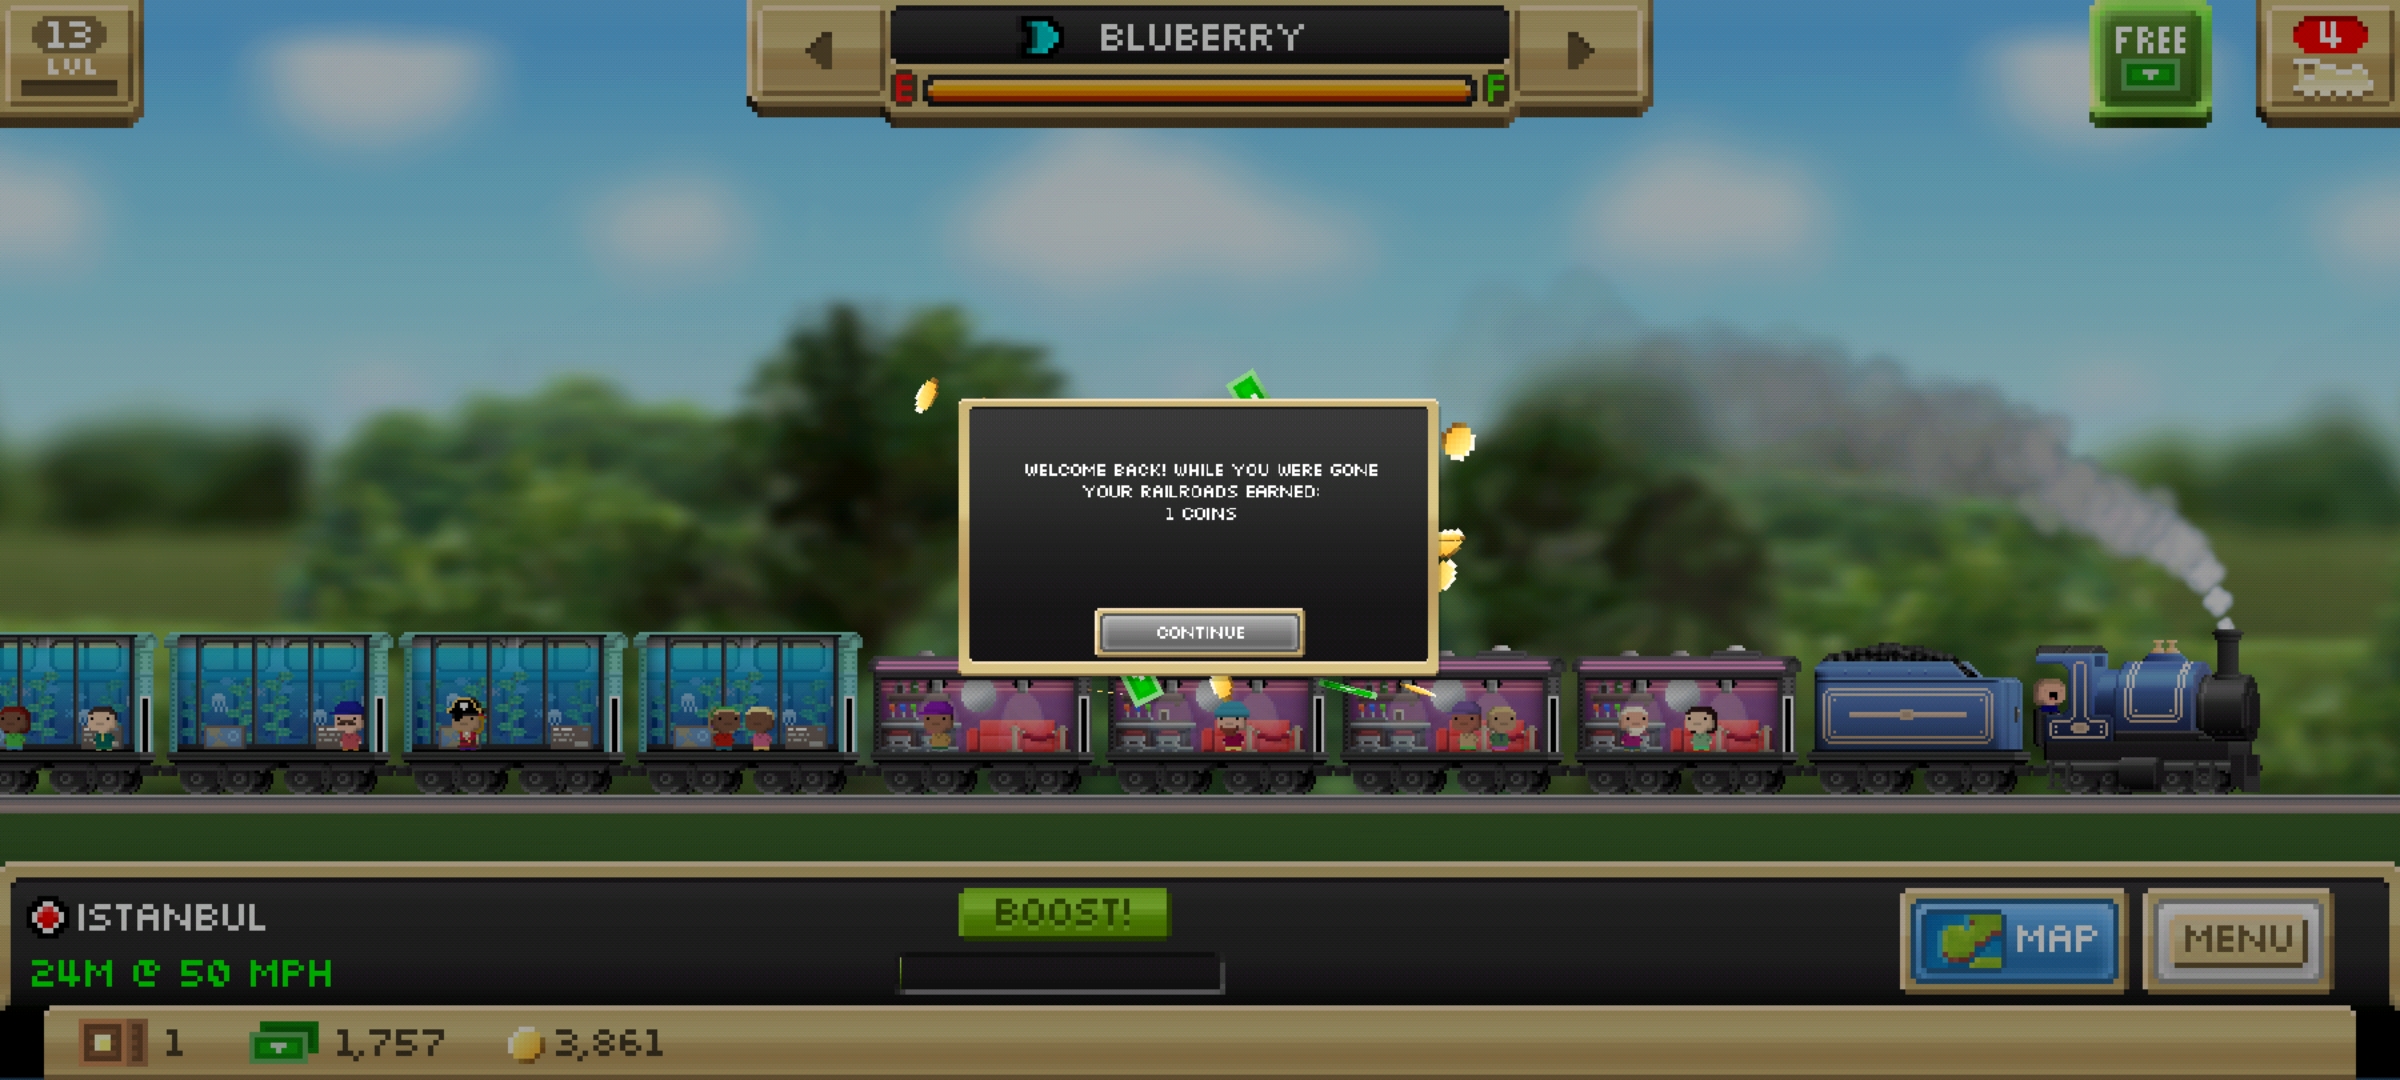 13
LVL
BLUBERRY
E
F
FREE
4
WELCOME BACK! WHILE YOU WERE GONE
YOUR RAILROADS EARNED:
1 COINS
CONTINUE
ISTANBUL
24M @ 50 MPH
BOOST!
MAP
MENU
1
1,757
3,861